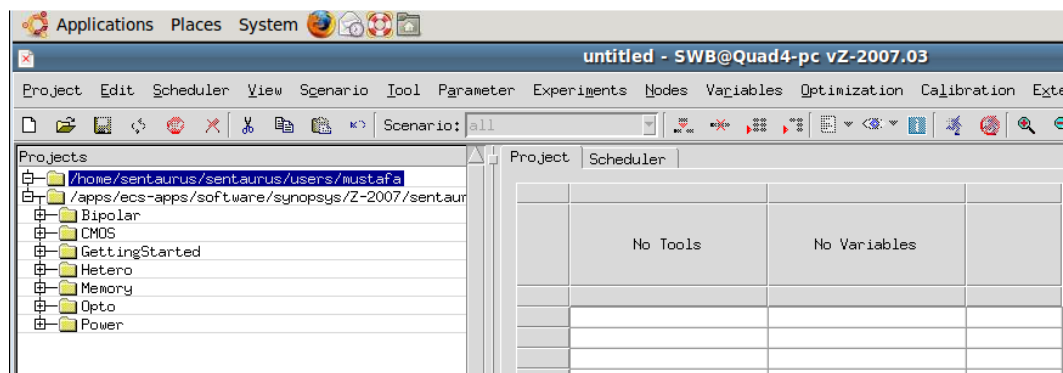 Applications Places System
untitled - SWB@Quad4-pc vZ-2007.03
Project Edit Scheduler View Scenario Tool Parameter Experiments Nodes Variables Optimization Calibration Exte
Scenario: all
Projects
Project Scheduler
/home/sentaurus/sentaurus/users/mustafa
/apps/ecs-apps/software/synopsys/Z-2007/sentaur
Bipolar
CMOS
No Tools No Variables
GettingStarted
Hetero
Memory
Opto
Power